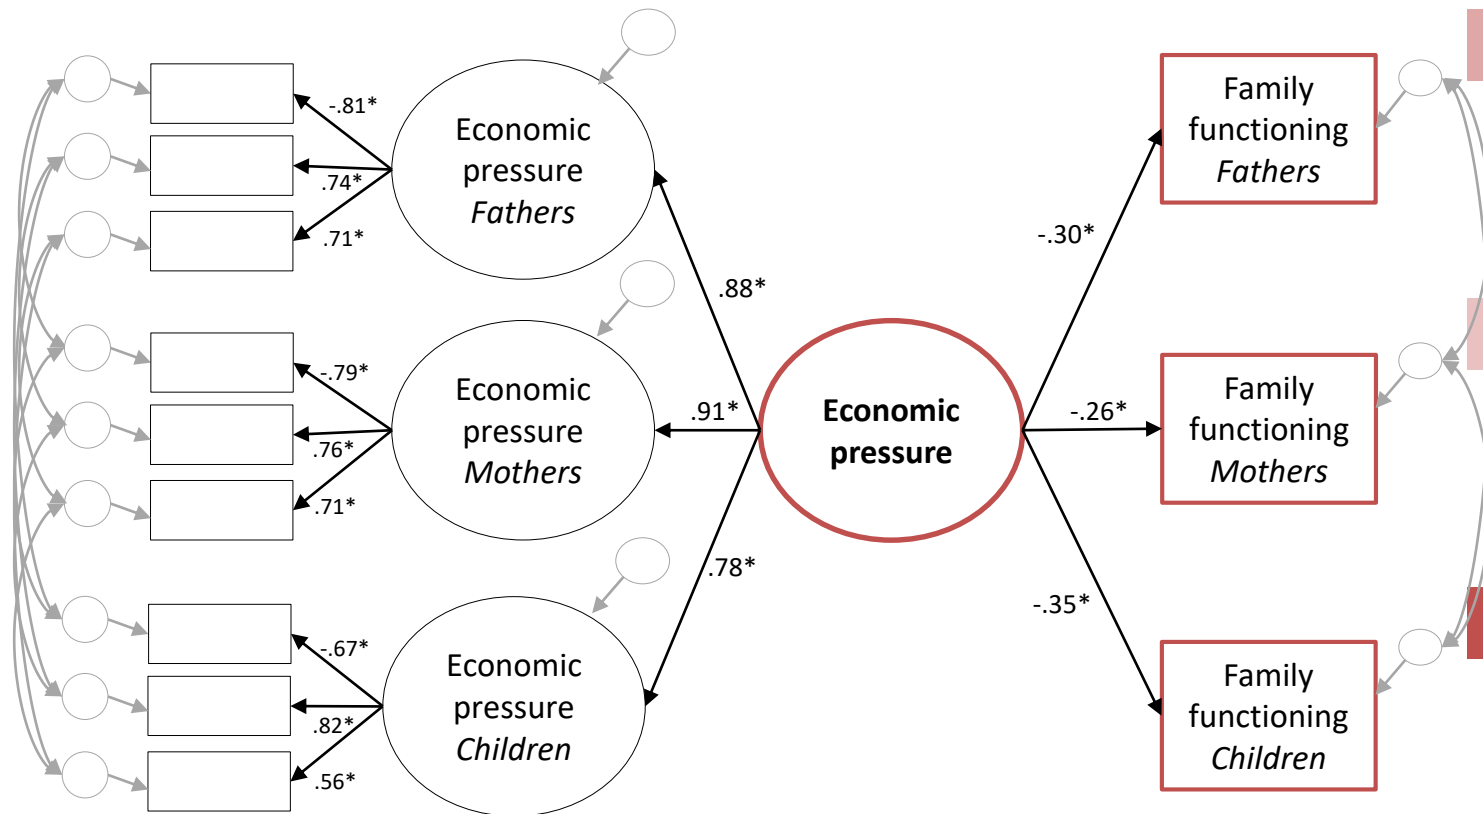 -.81*
.74*
.71*
Economic
pressure
Fathers
.88*
-.79*
.76*
.71*
Economic
pressure
Mothers
.91*
-.67*
.82*
.56*
Economic
pressure
Children
.78*
Economic
pressure
-.30*
Family
functioning
Fathers
-.26*
Family
functioning
Mothers
-.35*
Family
functioning
Children